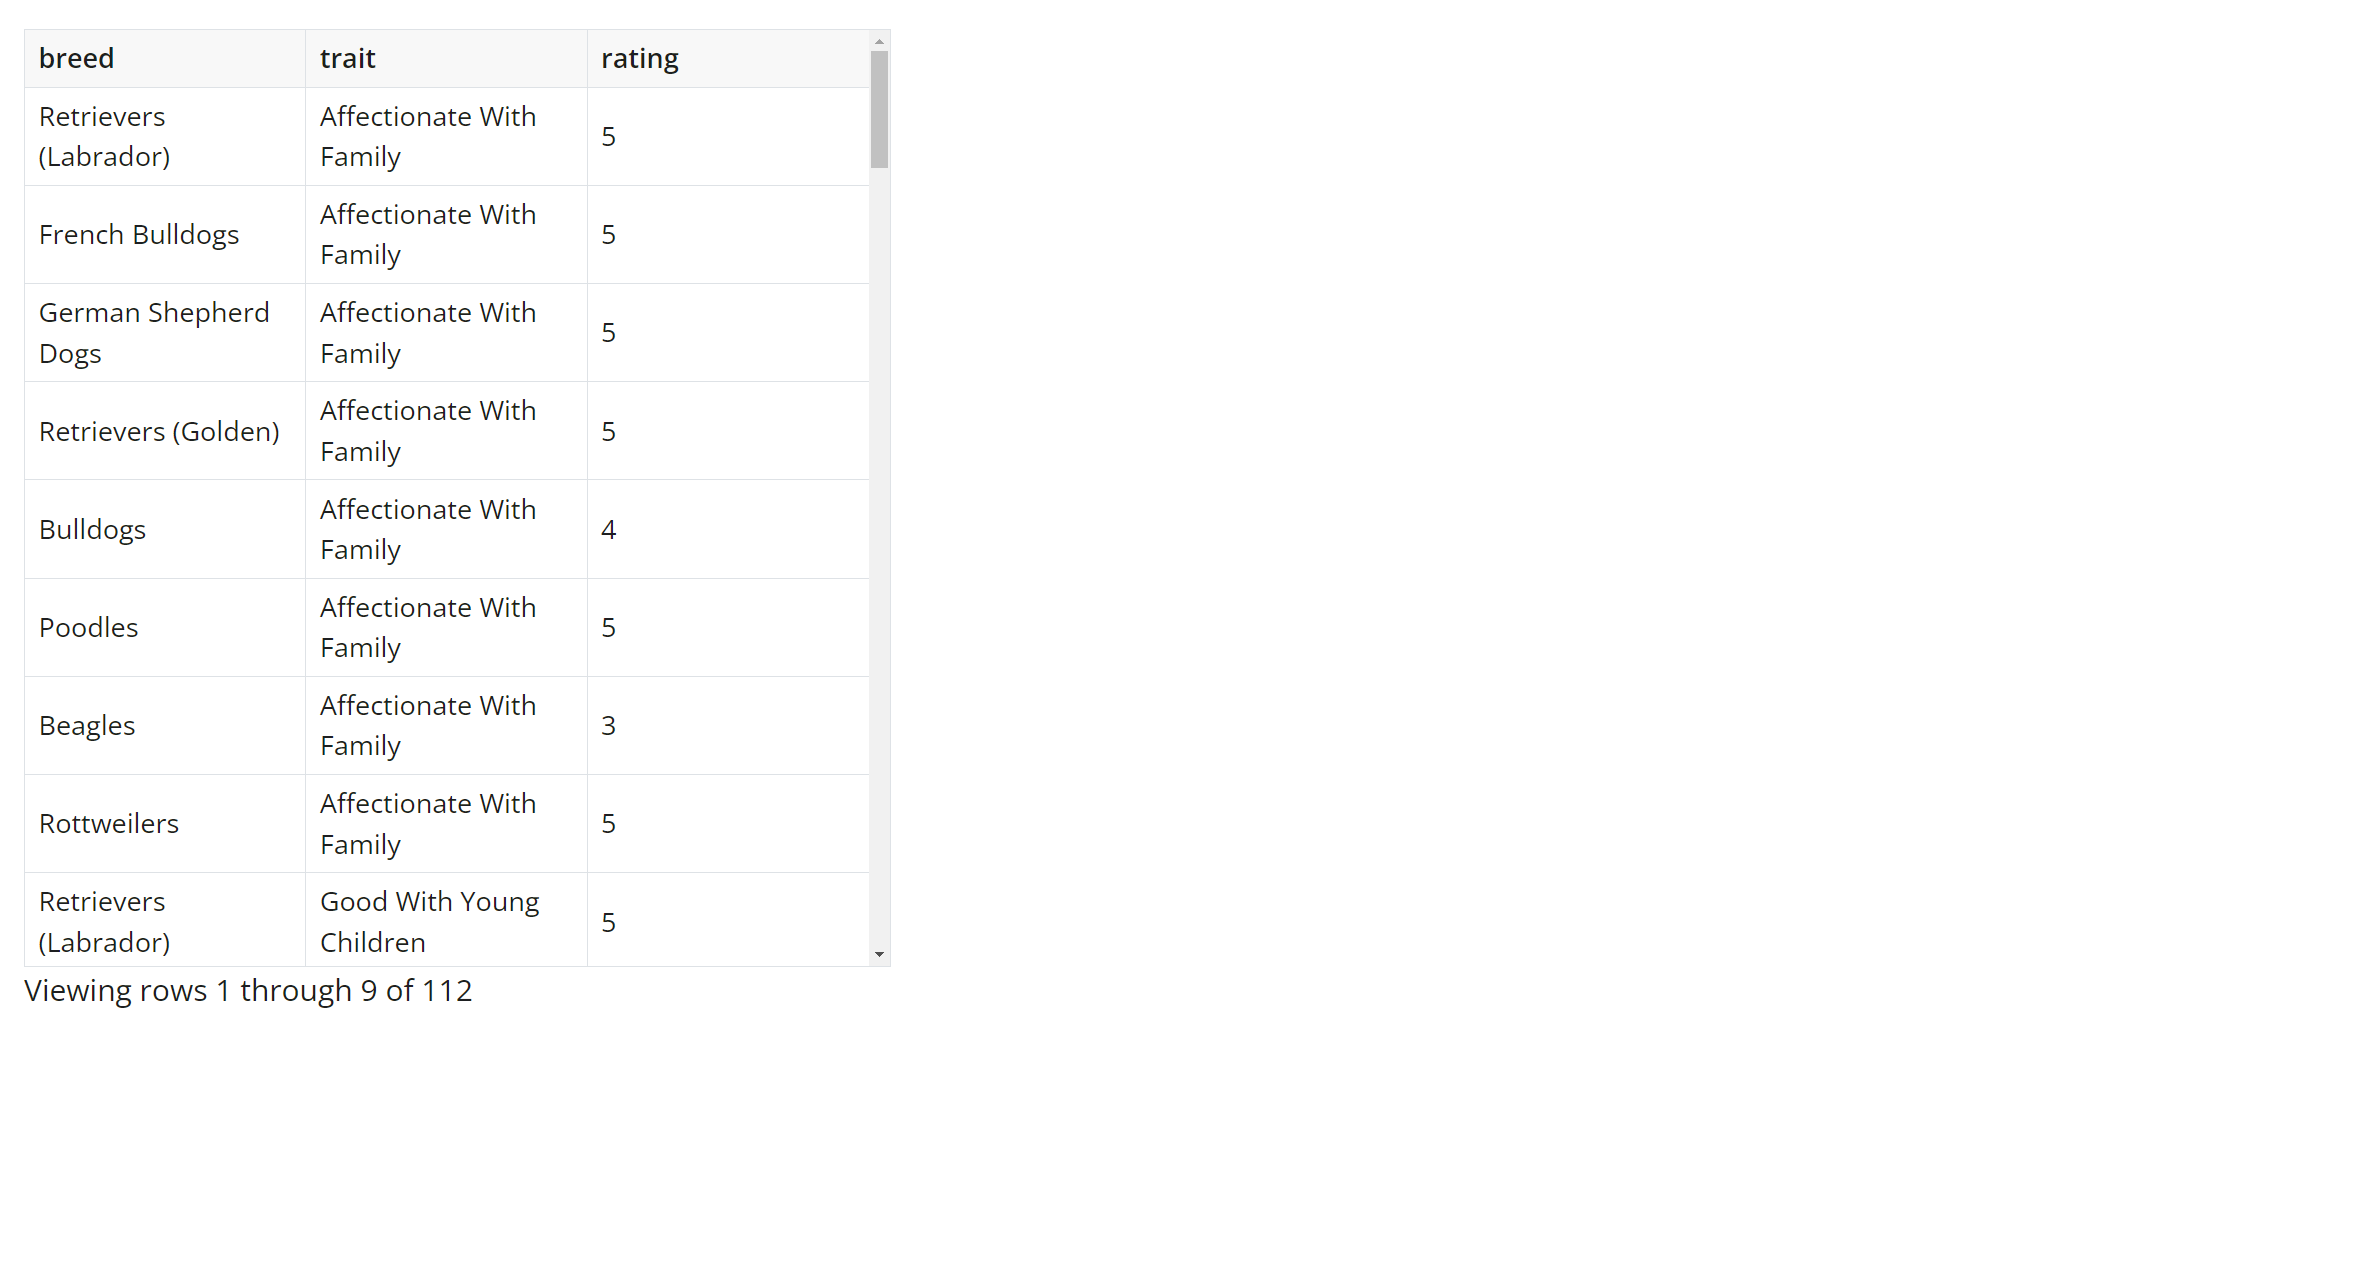 breed trait rating
Retrievers (Labrador) Affectionate With Family 5
French Bulldogs Affectionate With Family 5
German Shepherd Dogs Affectionate With Family 5
Retrievers (Golden) Affectionate With Family 5
Bulldogs Affectionate With Family 4
Poodles Affectionate With Family 5
Beagles Affectionate With Family 3
Rottweilers Affectionate With Family 5
Retrievers (Labrador) Good With Young Children 5
Viewing rows 1 through 9 of 112